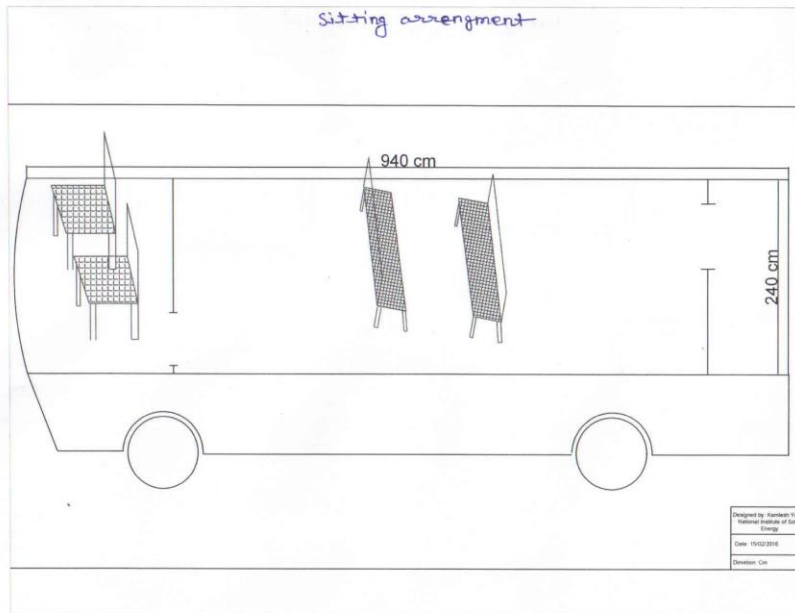 Sitting arrengment
940 cm
240 cm
Designed by: Kamlesh
National Institute of
Energy
Date: 15/02/2016
Dimetion: Cm